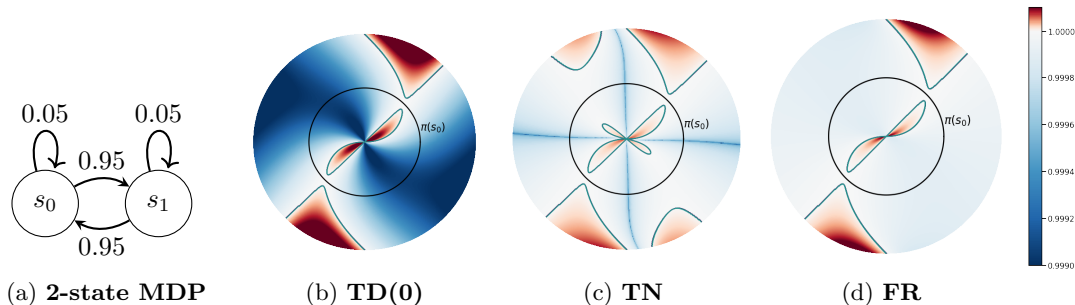 0.05
0.05
0.95
s₀
s₁
0.95
(a) 2-state MDP
π(s₀)
(b) TD(0)
π(s₀)
(c) TN
π(s₀)
(d) FR
1.0000
0.9998
0.9996
0.9994
0.9992
0.9990